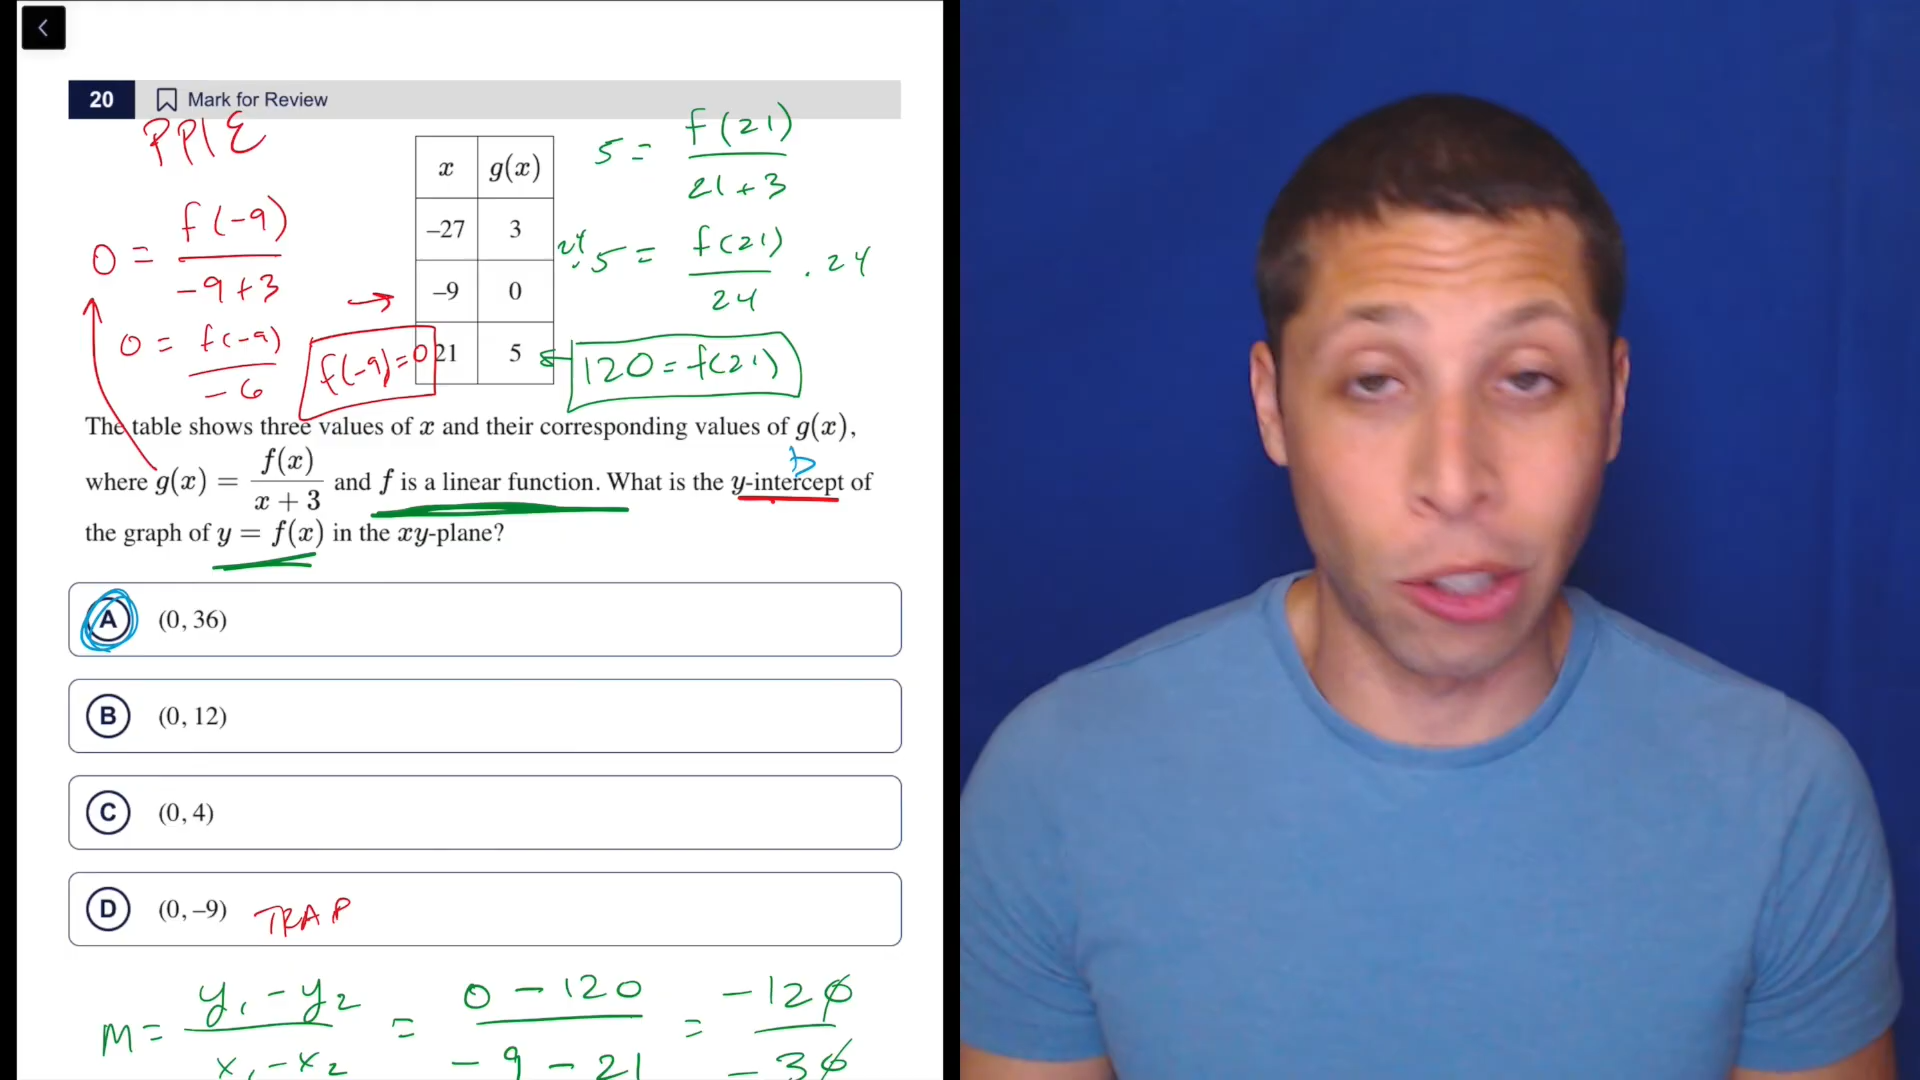 20 Mark for Review
PPIE
x g(x)
–27 3
–9 0
21 5
0 = f(-9) / -9+3
0 = f(-9) / -6
f(-9)=0
5 = f(21) / 21+3
24 · 5 = f(21) / 24 · 24
120 = f(21)
The table shows three values of x and their corresponding values of g(x),
where g(x) = f(x) / x + 3 and f is a linear function. What is the y-intercept of
b
the graph of y = f(x) in the xy-plane?
A (0, 36)
B (0, 12)
C (0, 4)
D (0, –9) TRAP
m = y1 - y2 / x1 - x2 = 0 - 120 / -9 - 21 = -120 / -30